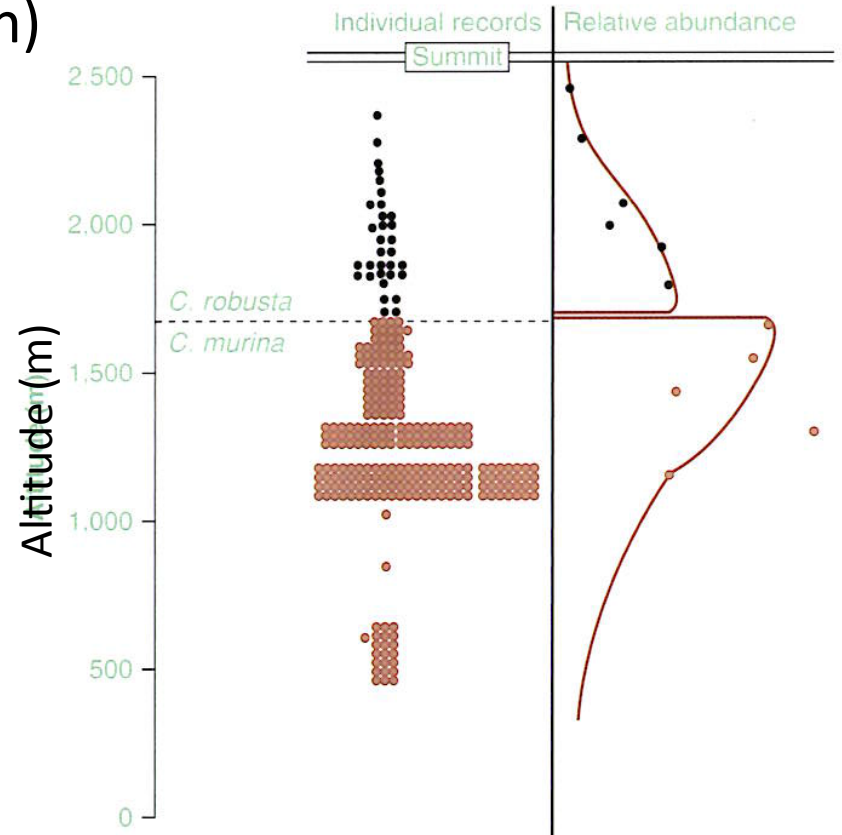 n)
Individual records
Relative abundance
Summit
2.500
2,000
C. robusta
C. murina
1,500
Altitude (m)
1,000
500
0